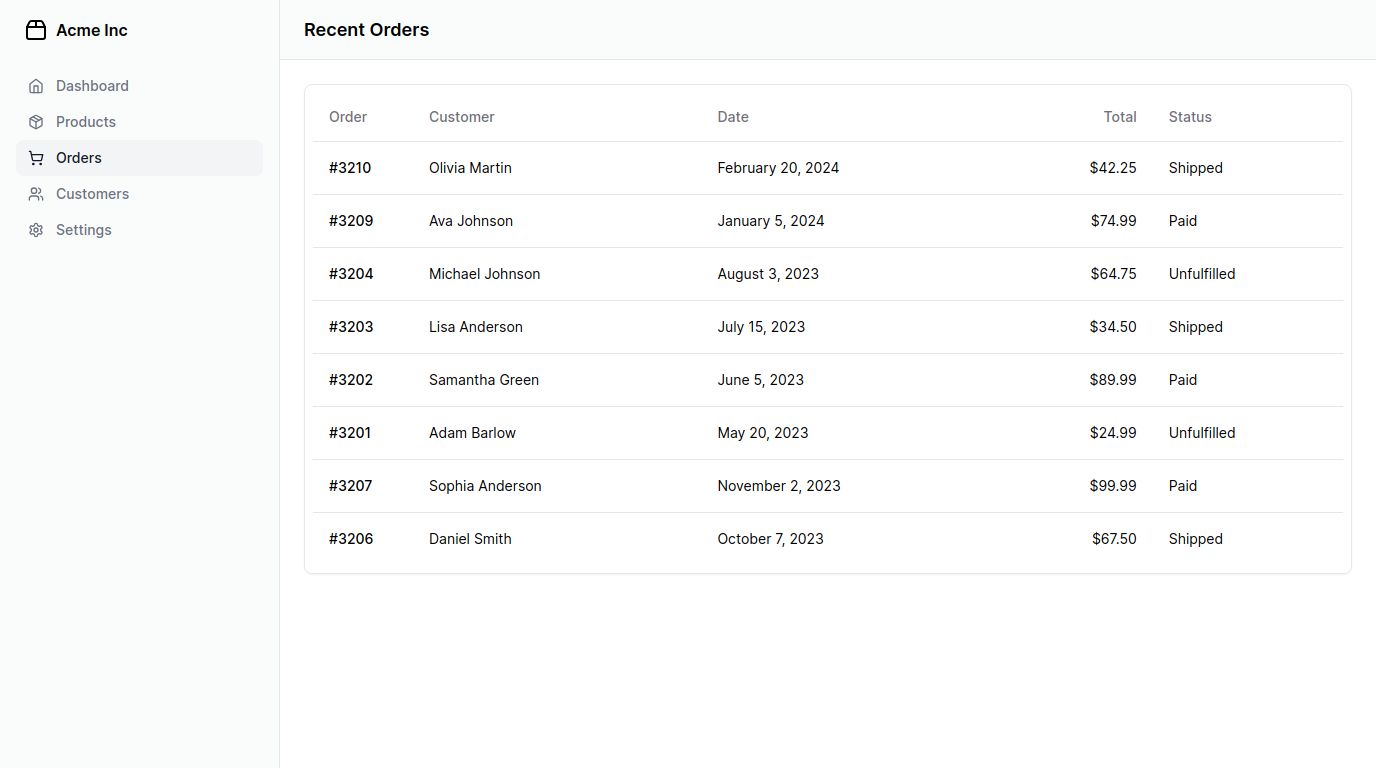 Acme Inc
Dashboard
Products
Orders
Customers
Settings
Recent Orders
Order Customer Date Total Status
#3210 Olivia Martin February 20, 2024 $42.25 Shipped
#3209 Ava Johnson January 5, 2024 $74.99 Paid
#3204 Michael Johnson August 3, 2023 $64.75 Unfulfilled
#3203 Lisa Anderson July 15, 2023 $34.50 Shipped
#3202 Samantha Green June 5, 2023 $89.99 Paid
#3201 Adam Barlow May 20, 2023 $24.99 Unfulfilled
#3207 Sophia Anderson November 2, 2023 $99.99 Paid
#3206 Daniel Smith October 7, 2023 $67.50 Shipped